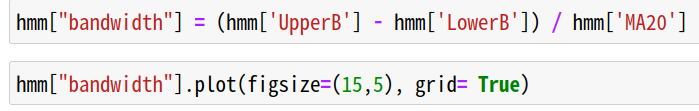 hmm["bandwidth"] = (hmm['UpperB'] - hmm['LowerB']) / hmm['MA20']
hmm["bandwidth"].plot(figsize=(15,5), grid= True)